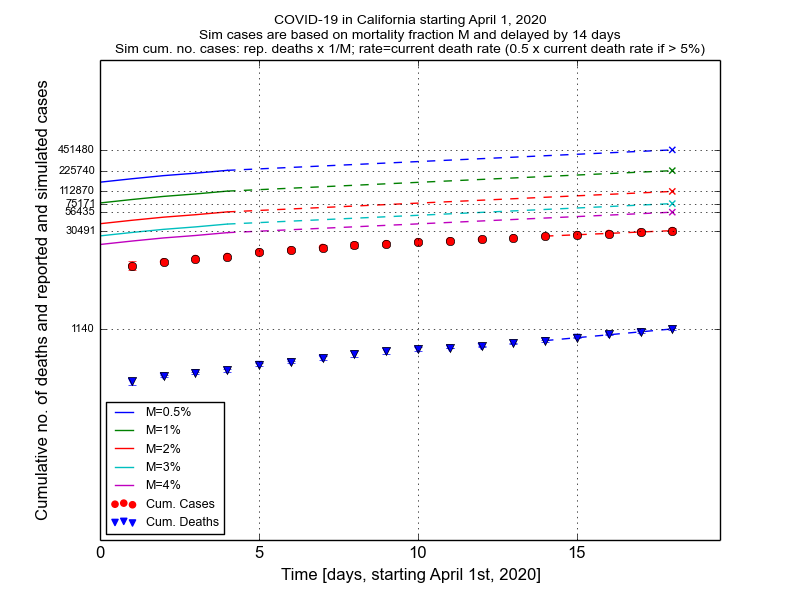 COVID-19 in California starting April 1, 2020
Sim cases are based on mortality fraction M and delayed by 14 days
Sim cum. no. cases: rep. deaths x 1/M; rate=current death rate (0.5 x current death rate if > 5%)
Cumulative no. of deaths and reported and simulated cases
451480
225740
112870
75171
56435
30491
1140
M=0.5%
M=1%
M=2%
M=3%
M=4%
Cum. Cases
Cum. Deaths
0 5 10 15
Time [days, starting April 1st, 2020]